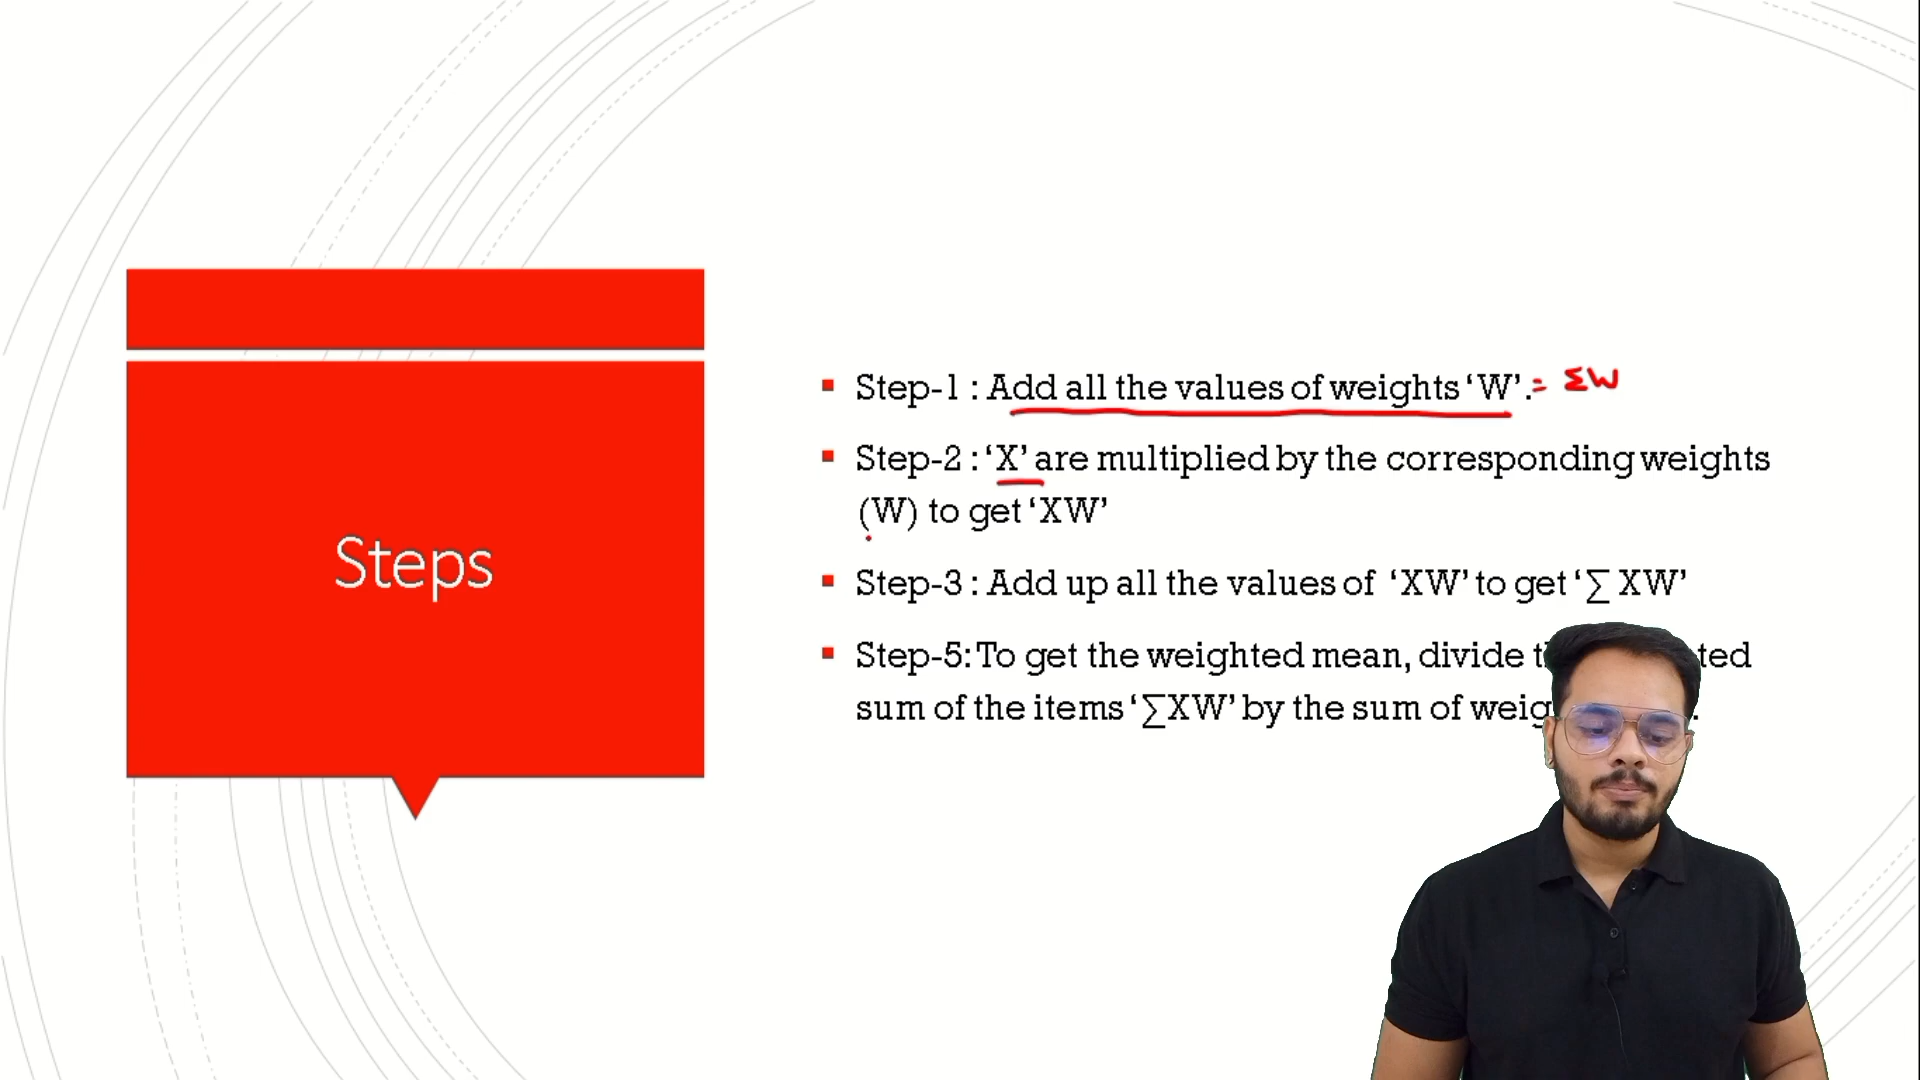 Steps
Step-1 : Add all the values of weights ‘W’. = ΣW
Step-2 : ‘X’ are multiplied by the corresponding weights
(W) to get ‘XW’
Step-3 : Add up all the values of ‘XW’ to get ‘∑ XW’
Step-5: To get the weighted mean, divide
sum of the items ‘∑XW’ by the sum of